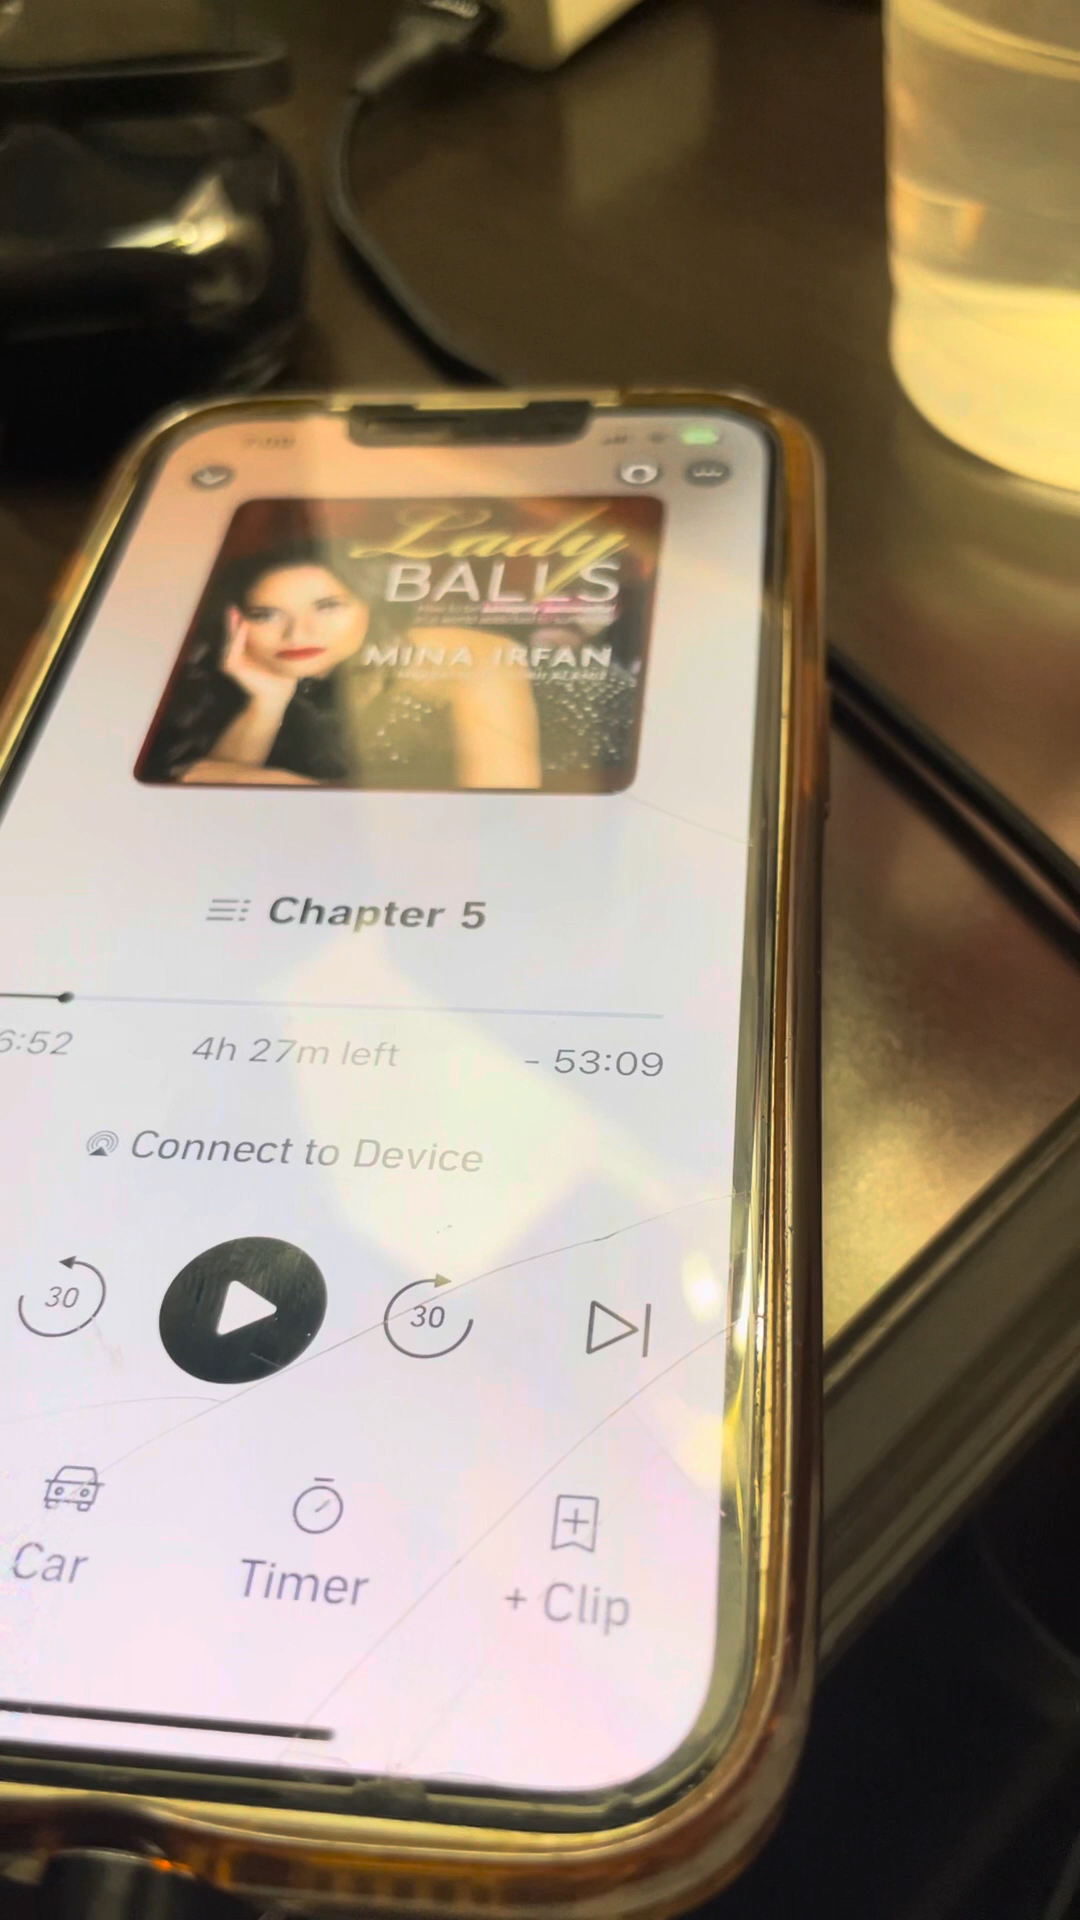 Lady
BALLS
MINA IRFAN
Chapter 5
6:52
4h 27m left
- 53:09
Connect to Device
30
30
Car
Timer
+ Clip